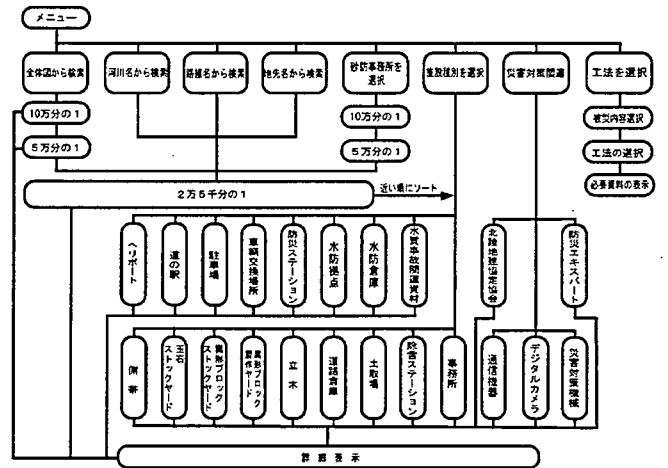 メニュー
全体図から検索
河川名から検索
路線名から検索
地先名から検索
砂防事務所を
選択
施設種別を選択
災害対策関連
工法を選択
10万分の1
10万分の1
被災内容選択
5万分の1
5万分の1
工法の選択
2万5千分の1
近い順にソート
必要資料の表示
ヘリポート
道の駅
駐車場
車輌交換場所
防災ステーション
水防拠点
水防倉庫
水質事故関連資材
北陸地建協定協会
防災エキスパート
側帯
玉石
ストックヤード
異形ブロック
ストックヤード
異形ブロック
製作ヤード
立木
道路倉庫
土取場
除雪ステーション
事務所
通信機器
デジタルカメラ
災害対策機械
詳細表示